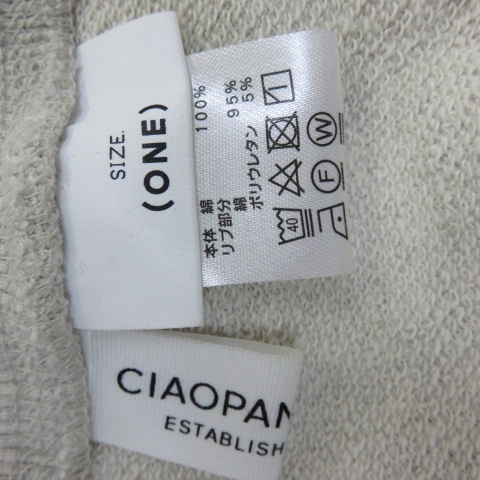 SIZE.
(ONE)
本体 綿 100%
リブ部分
綿 95%
ポリウレタン 5%
40
F
W
CIAOPAN
ESTABLISH